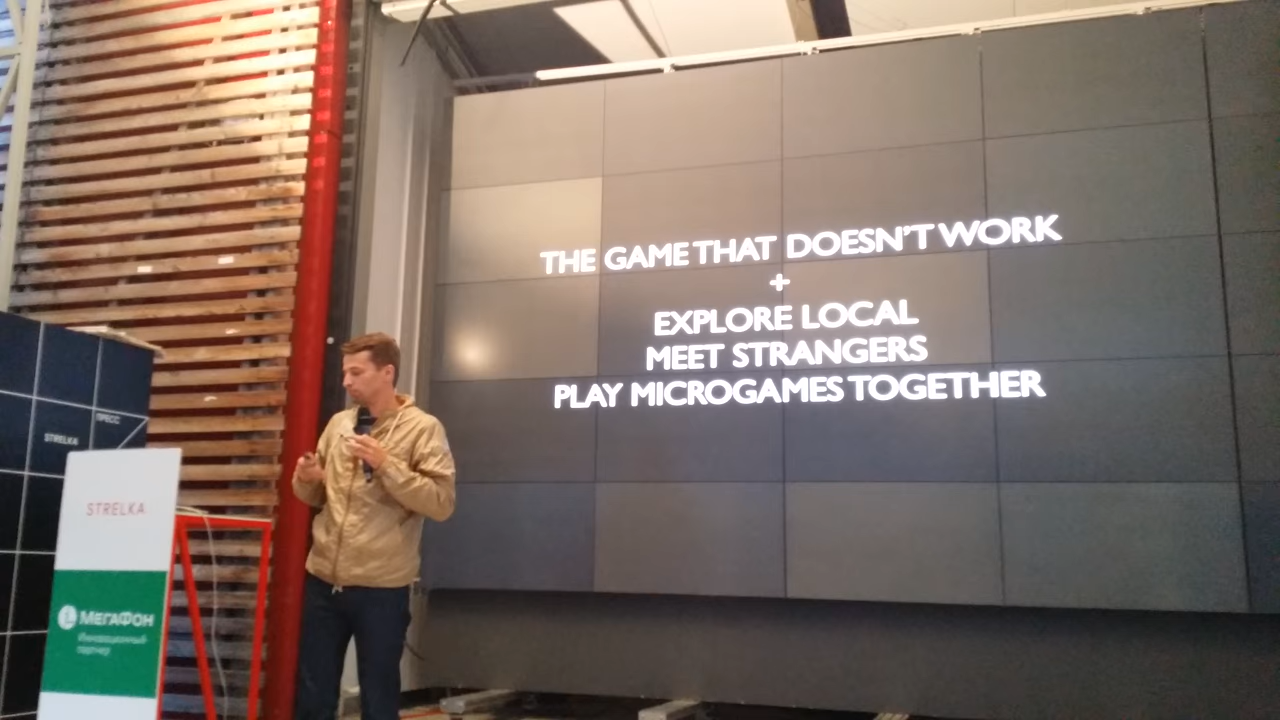 THE GAME THAT DOESN'T WORK
+
EXPLORE LOCAL
MEET STRANGERS
PLAY MICROGAMES TOGETHER
ПРЕСС
STRELKA
STRELKA
МЕГАФОН
Инновационный
партнер